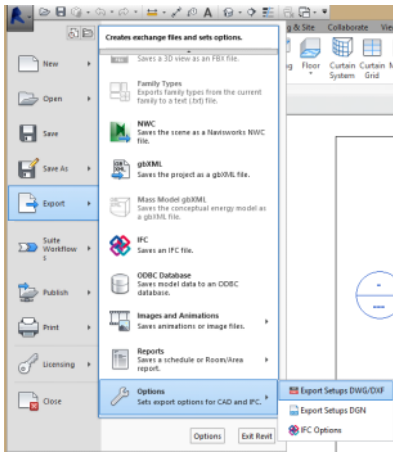 g & Site Collaborate Vie
Creates exchange files and sets options.
Saves a 3D view as an FBX file.
New
Family Types
Exports family types from the current
family to a text (.txt) file.
Open
NWC
Saves the scene as a Navisworks NWC
file.
Save
gbXML
Saves the project as a gbXML file.
Save As
Mass Model gbXML
Saves the conceptual energy model as
a gbXML file.
Export
IFC
Saves an IFC file.
Suite
Workflow
s
ODBC Database
Saves model data to an ODBC
database.
Publish
Images and Animations
Saves animations or image files.
Print
Reports
Saves a schedule or Room/Area
report.
Licensing
Options
Sets export options for CAD and IFC.
Close
Options Exit Revit
g Floor Curtain Curtain M
System Grid
Export Setups DWG/DXF
Export Setups DGN
IFC Options